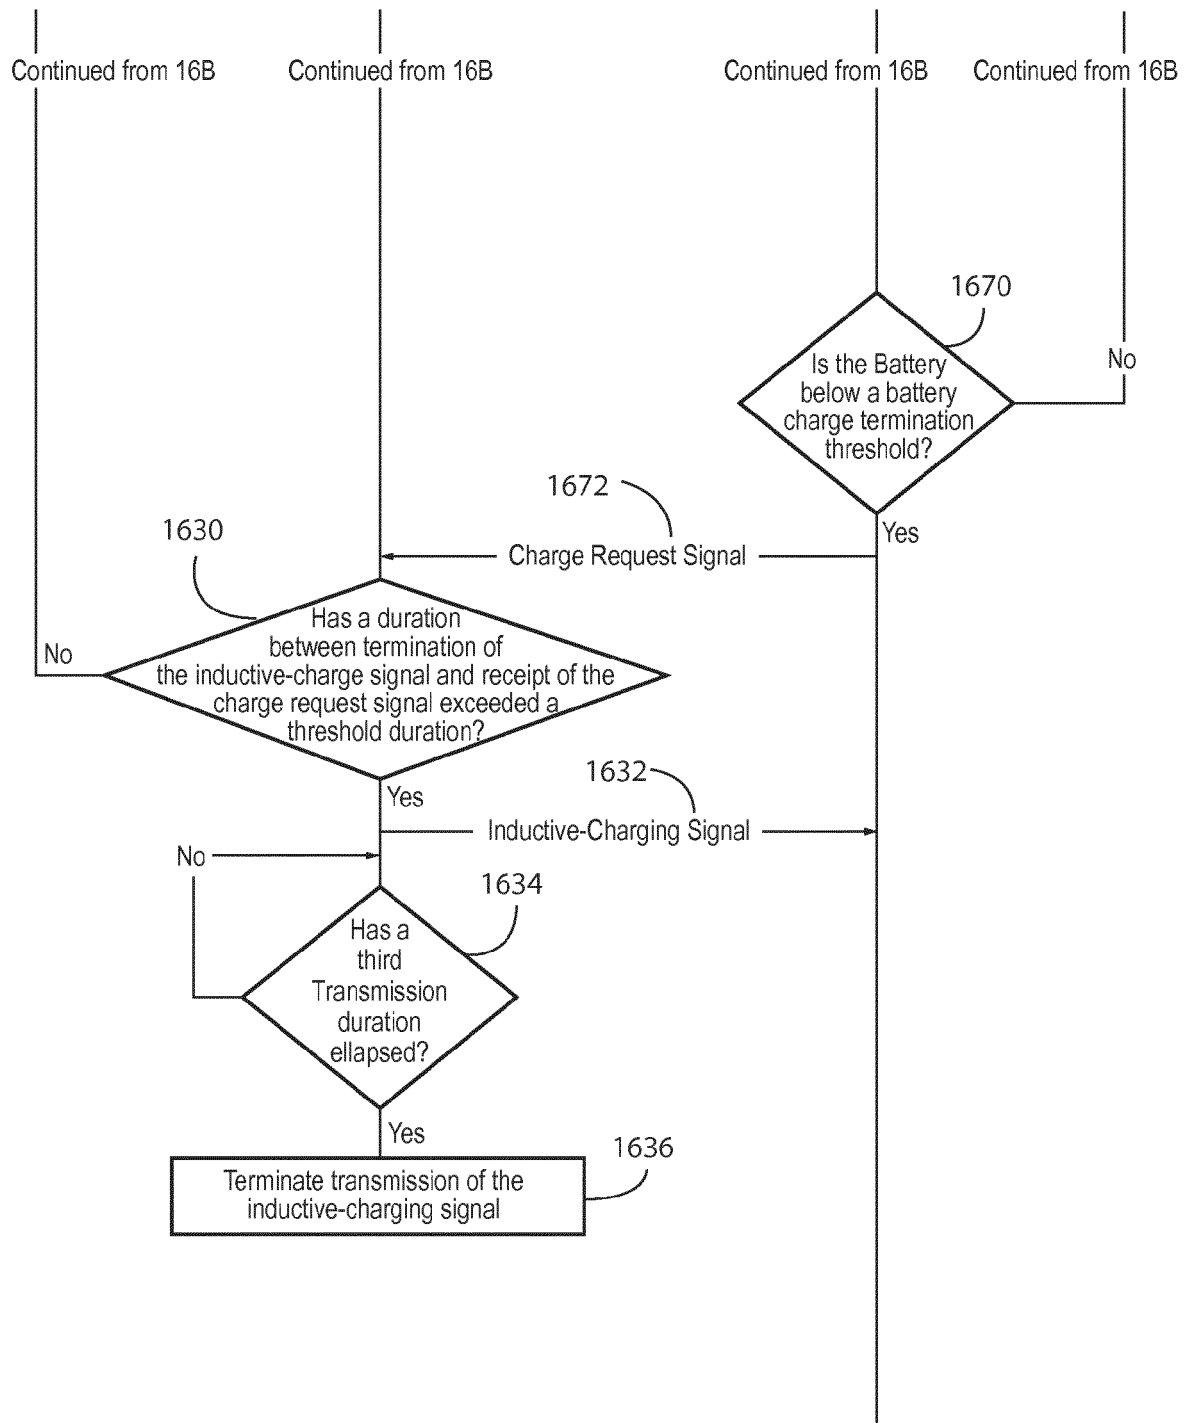 Continued from 16B
Continued from 16B
Continued from 16B
Continued from 16B
1670
Is the Battery
below a battery
charge termination
threshold?
No
Yes
1672
Charge Request Signal
1630
Has a duration
between termination of
the inductive-charge signal and receipt of the
charge request signal exceeded a
threshold duration?
No
Yes
1632
Inductive-Charging Signal
No
1634
Has a
third
Transmission
duration
ellapsed?
Yes
1636
Terminate transmission of the
inductive-charging signal